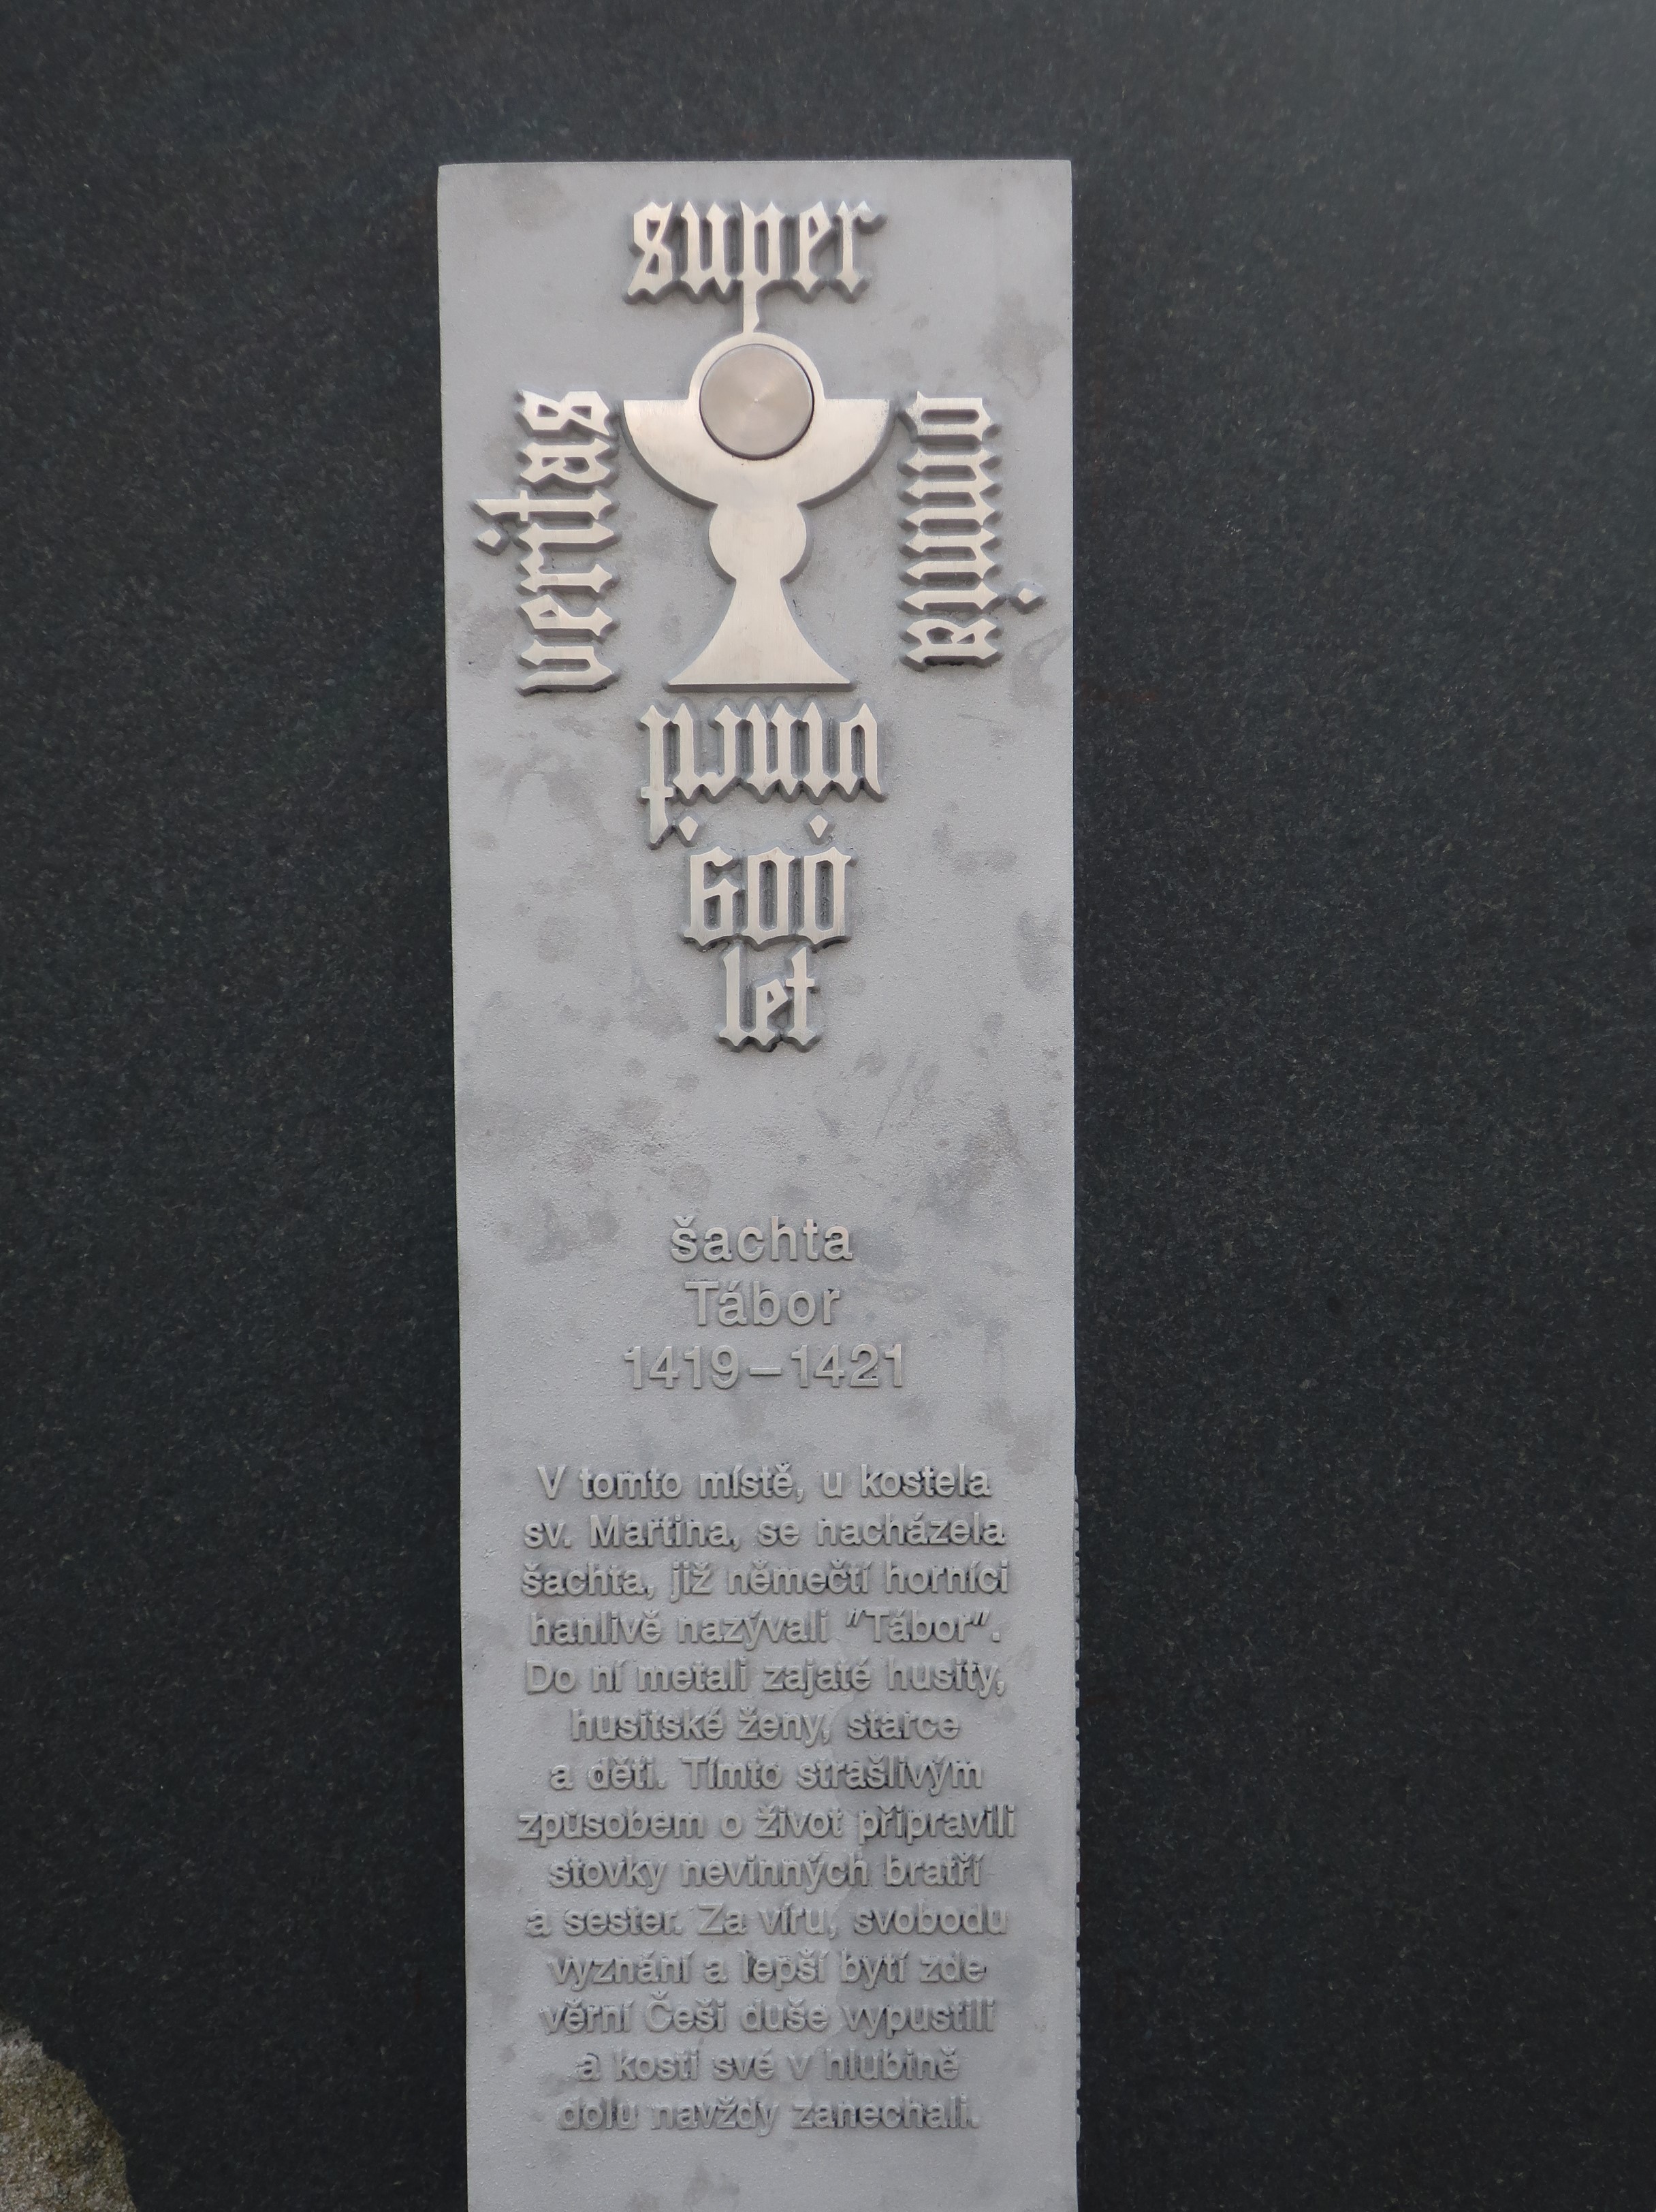 super
veritas
omnia
vincit
600
let
šachta
Tábor
1419–1421
V tomto místě, u kostela
sv. Martina, se nacházela
šachta, již němečtí horníci
hanlivě nazývali "Tábor".
Do ní metali zajaté husity,
husitské ženy, starce
a děti. Tímto strašlivým
způsobem o život připravili
stovky nevinných bratří
a sester. Za víru, svobodu
vyznání a lepší bytí zde
věrní Češi duše vypustili
a kosti své v hlubině
dolu navždy zanechali.